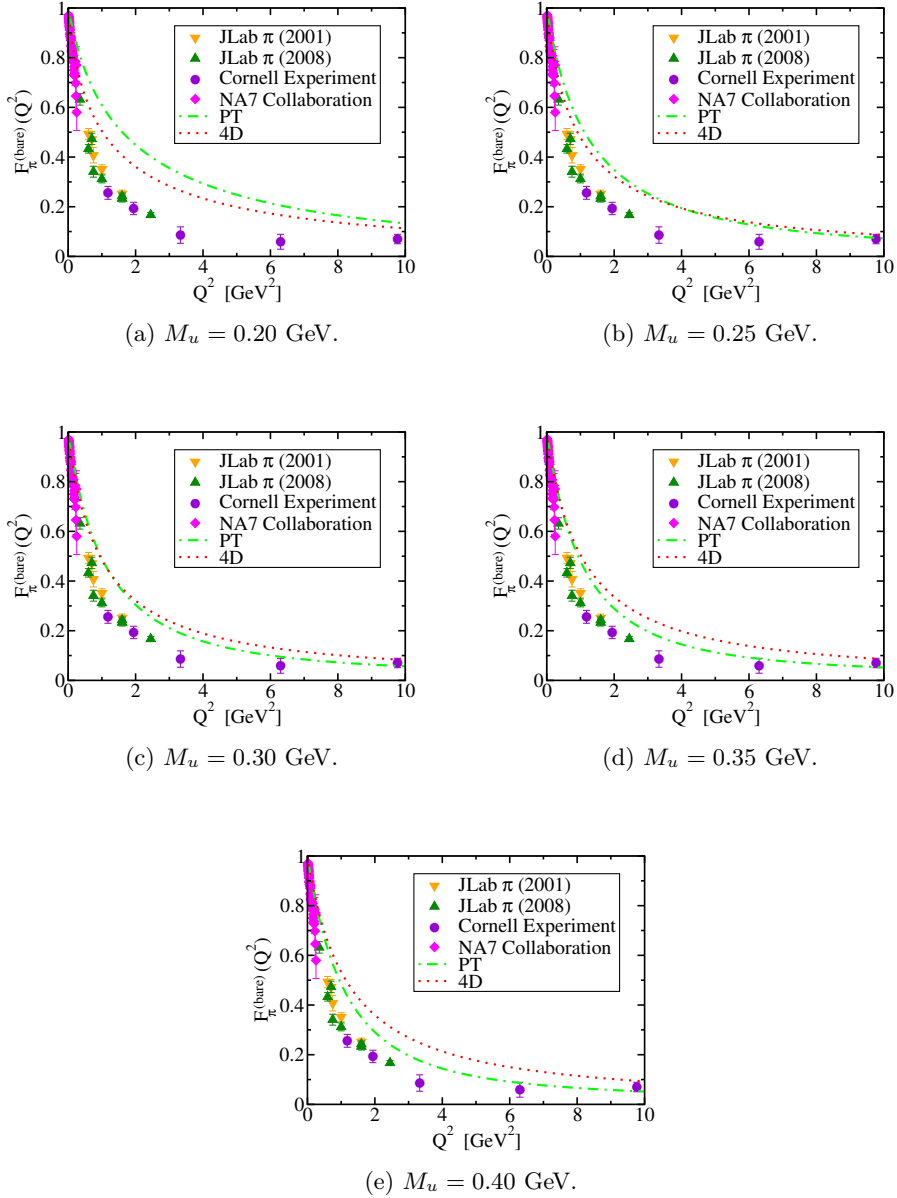 1
0.8
0.6
0.4
0.2
0
0 2 4 6 8 10
F_π^(bare)(Q^2)
Q^2 [GeV^2]
JLab π (2001)
JLab π (2008)
Cornell Experiment
NA7 Collaboration
PT
4D
(a) M_u = 0.20 GeV.
1
0.8
0.6
0.4
0.2
0
0 2 4 6 8 10
F_π^(bare)(Q^2)
Q^2 [GeV^2]
JLab π (2001)
JLab π (2008)
Cornell Experiment
NA7 Collaboration
PT
4D
(b) M_u = 0.25 GeV.
1
0.8
0.6
0.4
0.2
0
0 2 4 6 8 10
F_π^(bare)(Q^2)
Q^2 [GeV^2]
JLab π (2001)
JLab π (2008)
Cornell Experiment
NA7 Collaboration
PT
4D
(c) M_u = 0.30 GeV.
1
0.8
0.6
0.4
0.2
0
0 2 4 6 8 10
F_π^(bare)(Q^2)
Q^2 [GeV^2]
JLab π (2001)
JLab π (2008)
Cornell Experiment
NA7 Collaboration
PT
4D
(d) M_u = 0.35 GeV.
1
0.8
0.6
0.4
0.2
0
0 2 4 6 8 10
F_π^(bare)(Q^2)
Q^2 [GeV^2]
JLab π (2001)
JLab π (2008)
Cornell Experiment
NA7 Collaboration
PT
4D
(e) M_u = 0.40 GeV.